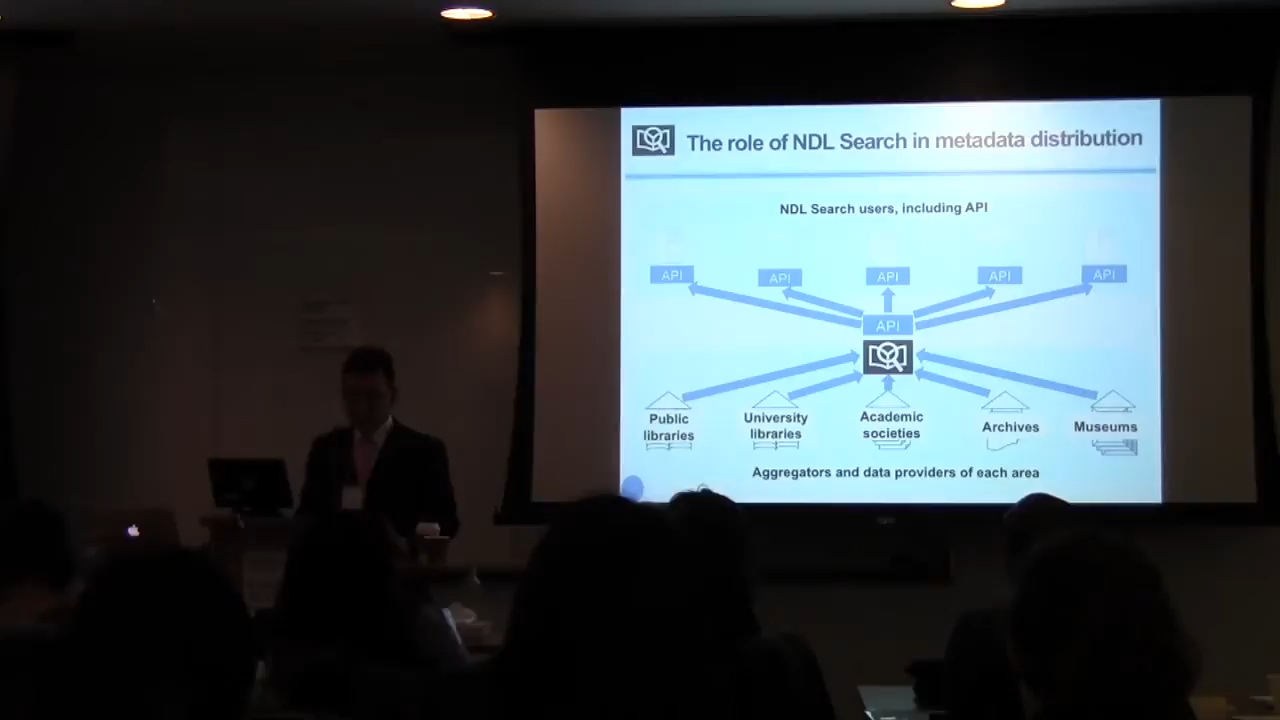 The role of NDL Search in metadata distribution
NDL Search users, including API
API
API
API
API
API
API
Public
libraries
University
libraries
Academic
societies
Archives
Museums
Aggregators and data providers of each area